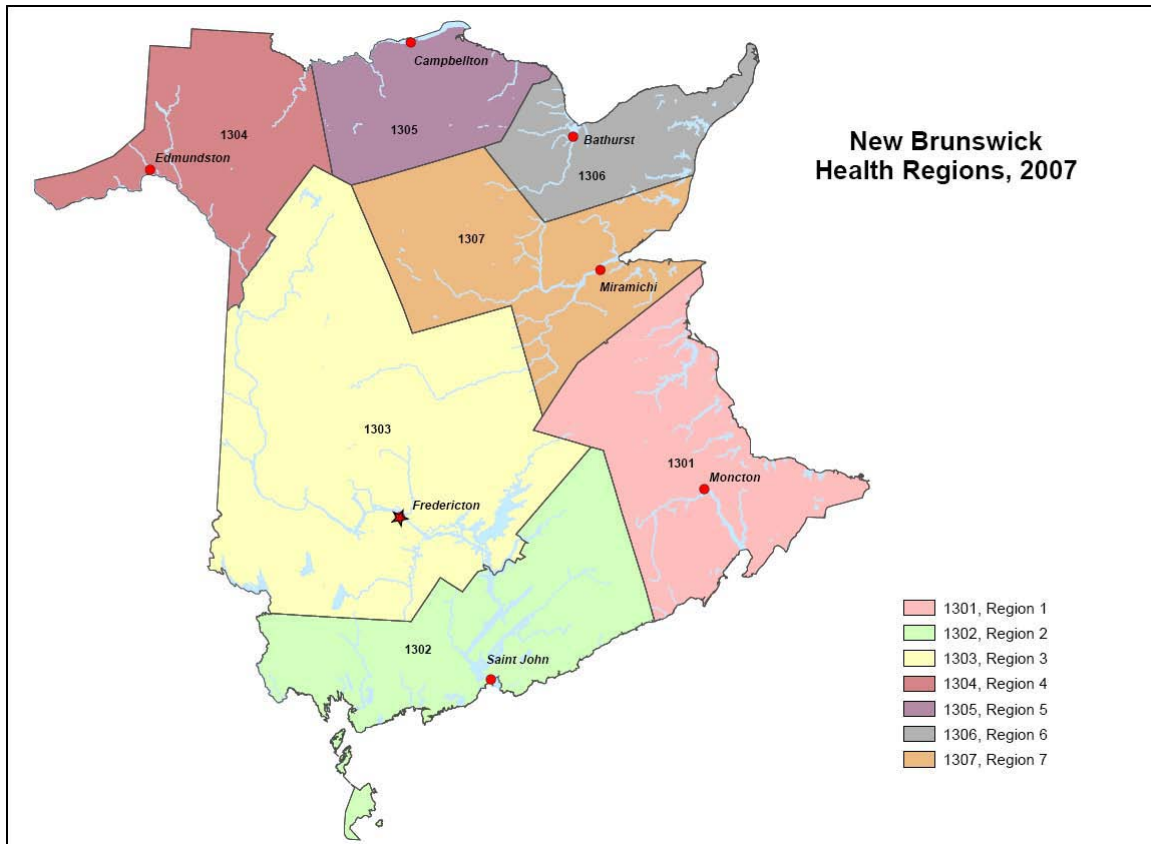 New Brunswick
Health Regions, 2007
Campbellton
1304
1305
Bathurst
Edmundston
1306
1307
Miramichi
1303
1301
Moncton
Fredericton
1302
Saint John
1301, Region 1
1302, Region 2
1303, Region 3
1304, Region 4
1305, Region 5
1306, Region 6
1307, Region 7